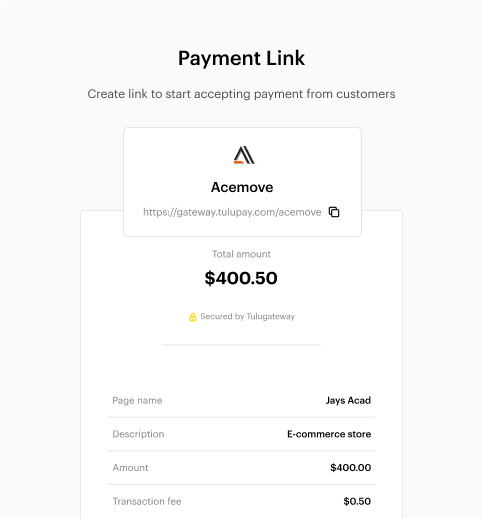 Payment Link
Create link to start accepting payment from customers
Acemove
https://gateway.tulupay.com/acemove
Total amount
$400.50
Secured by Tulugateway
Page name Jays Acad
Description E-commerce store
Amount $400.00
Transaction fee $0.50